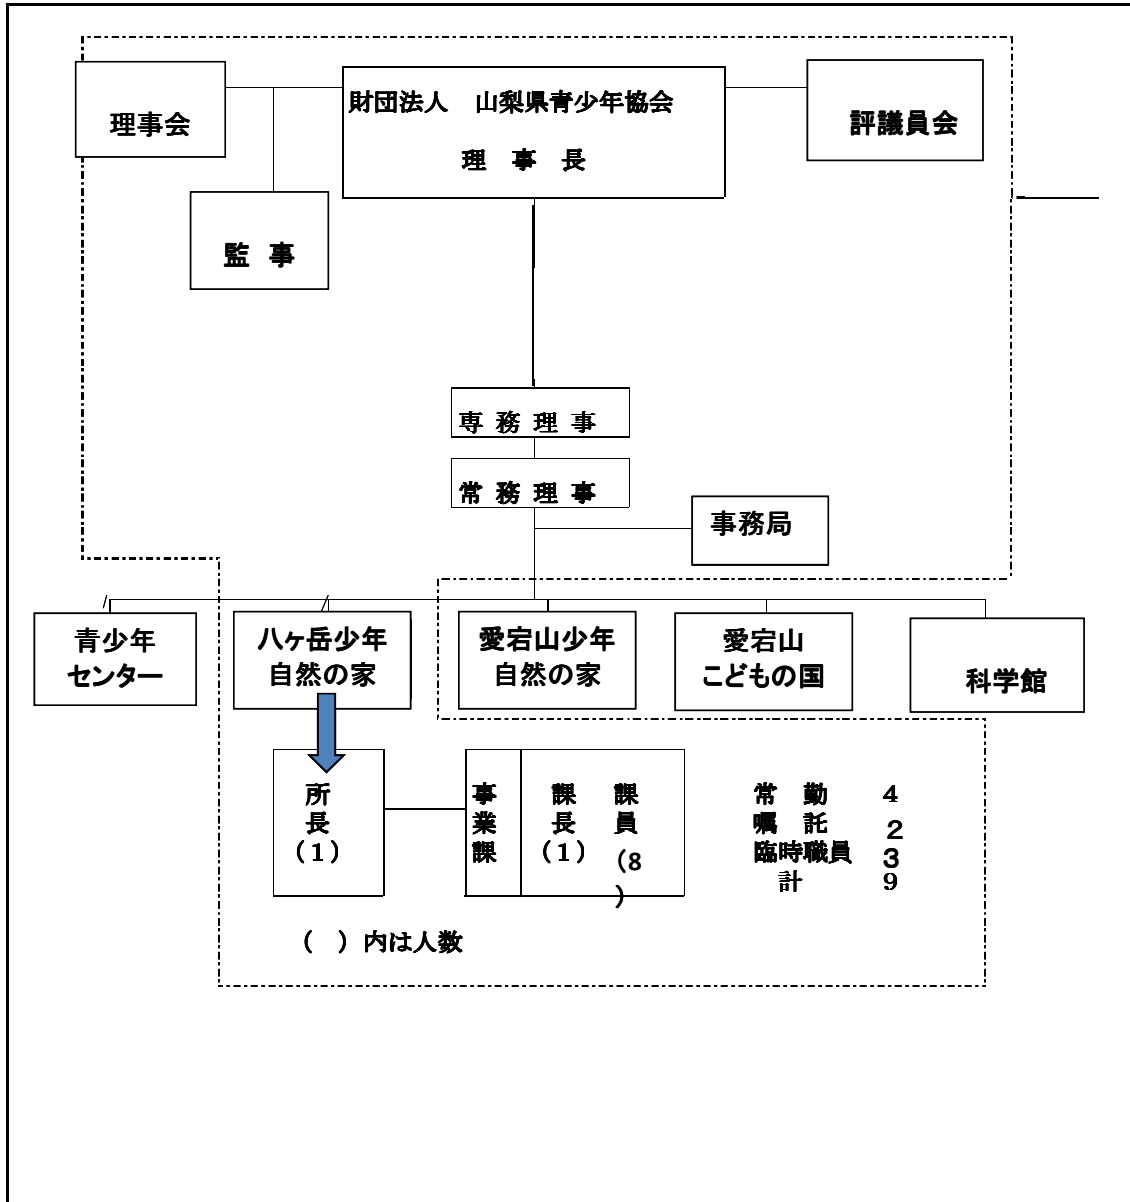 財団法人　山梨県青少年協会
理　事　長
理事会
評議員会
監　事
専 務 理 事
常 務 理 事
事務局
青少年
センター
八ヶ岳少年
自然の家
愛宕山少年
自然の家
愛宕山
こどもの国
科学館
所長(1)
事業課
課長(1)
課員(8)
常　勤　4
嘱　託　2
臨時職員　3
計　9
(　) 内は人数